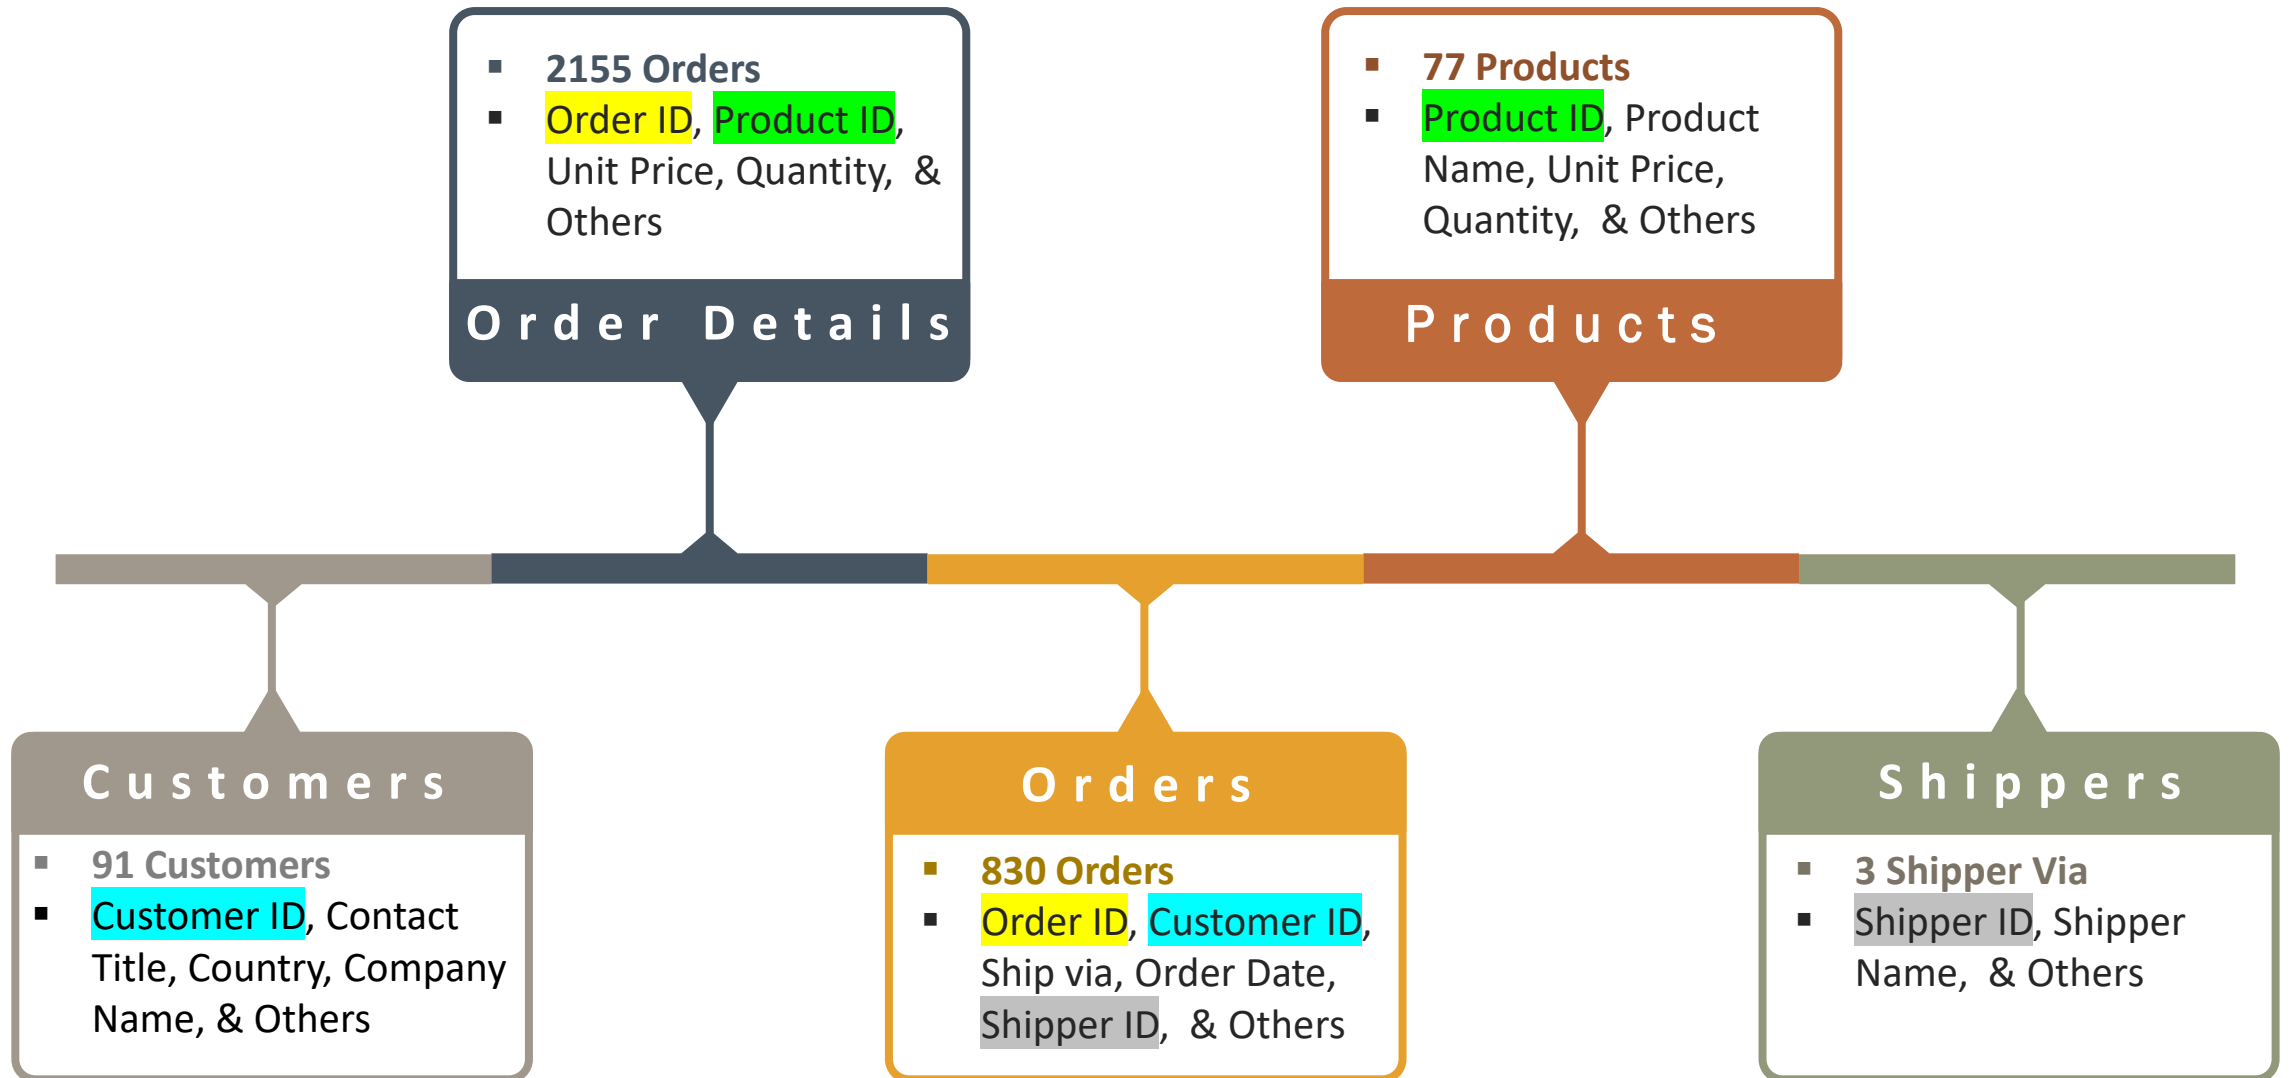 2155 Orders
Order ID, Product ID,
Unit Price, Quantity, &
Others
Order Details
77 Products
Product ID, Product
Name, Unit Price,
Quantity, & Others
Products
Customers
91 Customers
Customer ID, Contact
Title, Country, Company
Name, & Others
Orders
830 Orders
Order ID, Customer ID,
Ship via, Order Date,
Shipper ID, & Others
Shippers
3 Shipper Via
Shipper ID, Shipper
Name, & Others